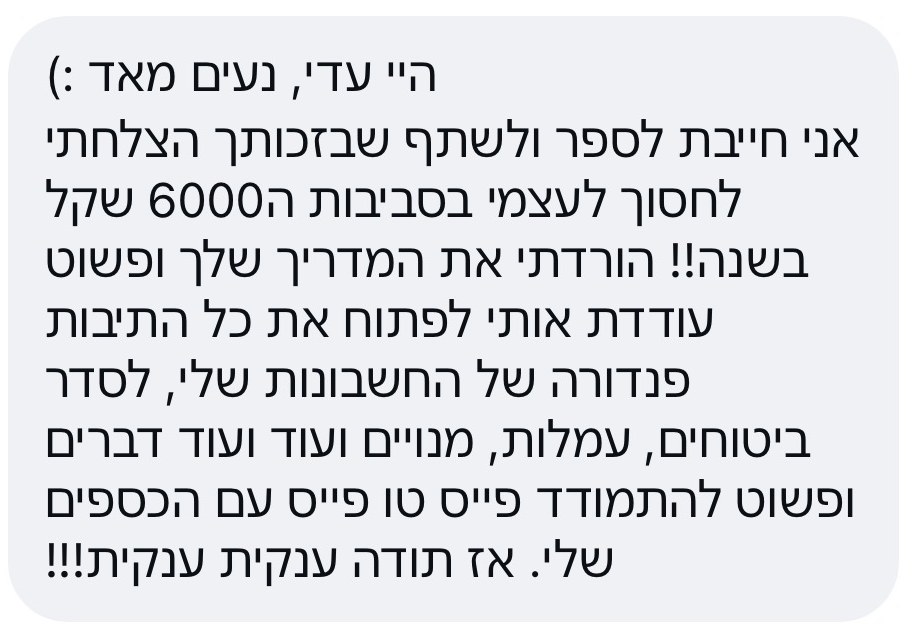 היי עדי, נעים מאד :)
אני חייבת לספר ולשתף שבזכותך הצלחתי
לחסוך לעצמי בסביבות ה6000 שקל
בשנה!! הורדתי את המדריך שלך ופשוט
עודדת אותי לפתוח את כל התיבות
פנדורה של החשבונות שלי, לסדר
ביטוחים, עמלות, מנויים ועוד ועוד דברים
ופשוט להתמודד פייס טו פייס עם הכספים
שלי. אז תודה ענקית ענקית!!!